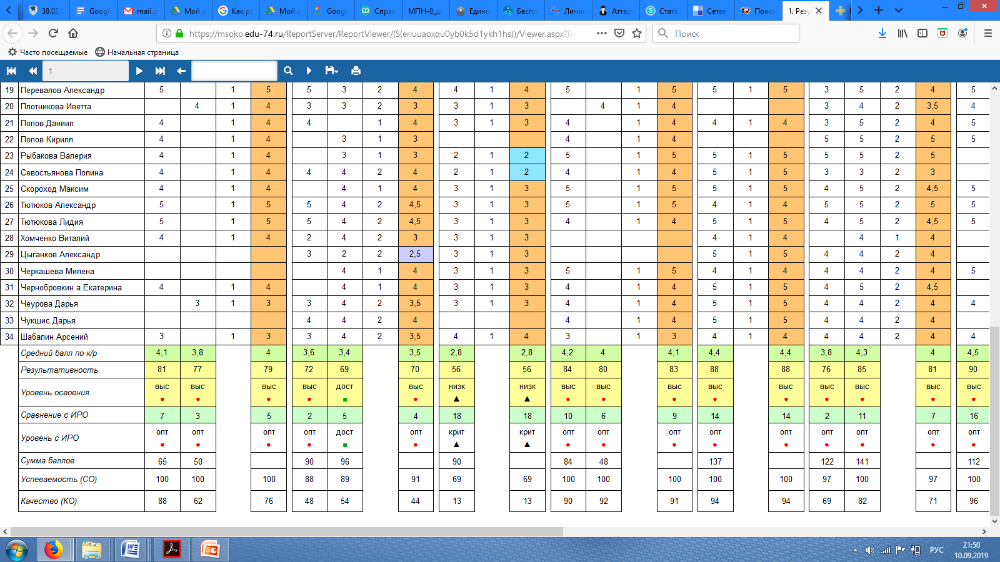 38.02.0 Googl mail.g Мой д Как ра Мой д Googl Справ МПН-8_д Едины Беспл Личны Аттес Стать Сетев Поиск 1. Резу
https://msoko.edu-74.ru/ReportServer/ReportViewer/(S(eriuuaoxqu0yb0k5d1ykh1hs))/Viewer.aspx?R Поиск
Часто посещаемые Начальная страница
1
19 Перевалов Александр 5 1 5 5 3 2 4 4 1 4 5 1 5 5 1 5 3 5 2 4 5
20 Плотникова Иветта 4 1 4 3 3 2 3 3 1 3 4 1 4 3 4 2 3,5 4
21 Попов Даниил 4 1 4 4 1 4 3 1 3 4 1 4 4 1 4 3 5 2 4 5
22 Попов Кирилл 4 1 4 3 1 3 4 1 4 5 5 2 5 5
23 Рыбакова Валерия 4 1 4 3 1 3 2 1 2 5 1 5 5 1 5 5 5 2 5
24 Севостьянова Полина 4 1 4 4 4 2 4 2 1 2 4 1 4 5 1 5 3 3 2 3
25 Скороход Максим 4 1 4 4 1 4 3 1 3 5 1 5 5 1 5 4 5 2 4,5 5
26 Тютюков Александр 5 1 5 5 4 2 4,5 3 1 3 5 1 5 4 1 4 5 5 2 5 5
27 Тютюкова Лидия 5 1 5 5 4 2 4,5 3 1 3 4 1 4 5 1 5 4 5 2 4,5 5
28 Хомченко Виталий 4 1 4 2 4 2 3 3 1 3 4 1 4 4 1 4
29 Цыганков Александр 3 2 2 2,5 3 1 3 5 1 5 4 4 2 4
30 Черкашева Милена 4 1 4 3 1 3 5 1 5 4 1 4 4 4 2 4 5
31 Чернобровкин а Екатерина 4 1 4 4 1 4 3 1 3 4 1 4 5 1 5 4 5 2 4,5
32 Чеурова Дарья 3 1 3 3 4 2 3,5 3 1 3 4 1 4 5 1 5 4 4 2 4 4
33 Чукшис Дарья 4 4 2 4 4 1 4 5 1 5 4 4 2 4
34 Шабалин Арсений 3 1 3 3 4 2 3,5 4 1 4 3 1 3 4 1 4 4 4 2 4 4
Средний балл по к/р 4,1 3,8 4 3,6 3,4 3,5 2,8 2,8 4,2 4 4,1 4,4 4,4 3,8 4,3 4 4,5
Результативность 81 77 79 72 69 70 56 56 84 80 83 88 88 76 85 81 90
Уровень освоения выс выс выс выс дост выс низк низк выс выс выс выс выс выс выс выс выс
Сравнение с ИРО 7 3 5 2 5 4 18 18 10 6 9 14 14 2 11 7 16
Уровень с ИРО опт опт опт опт дост опт крит крит опт опт опт опт опт опт опт опт опт
Сумма баллов 65 50 90 96 90 84 48 137 122 141 112
Успеваемость (СО) 100 100 100 88 89 91 69 69 100 100 100 100 100 97 100 97 100
Качество (КО) 88 62 76 48 54 44 13 13 90 92 91 94 94 69 82 71 96
РУС
21:50
10.09.2019